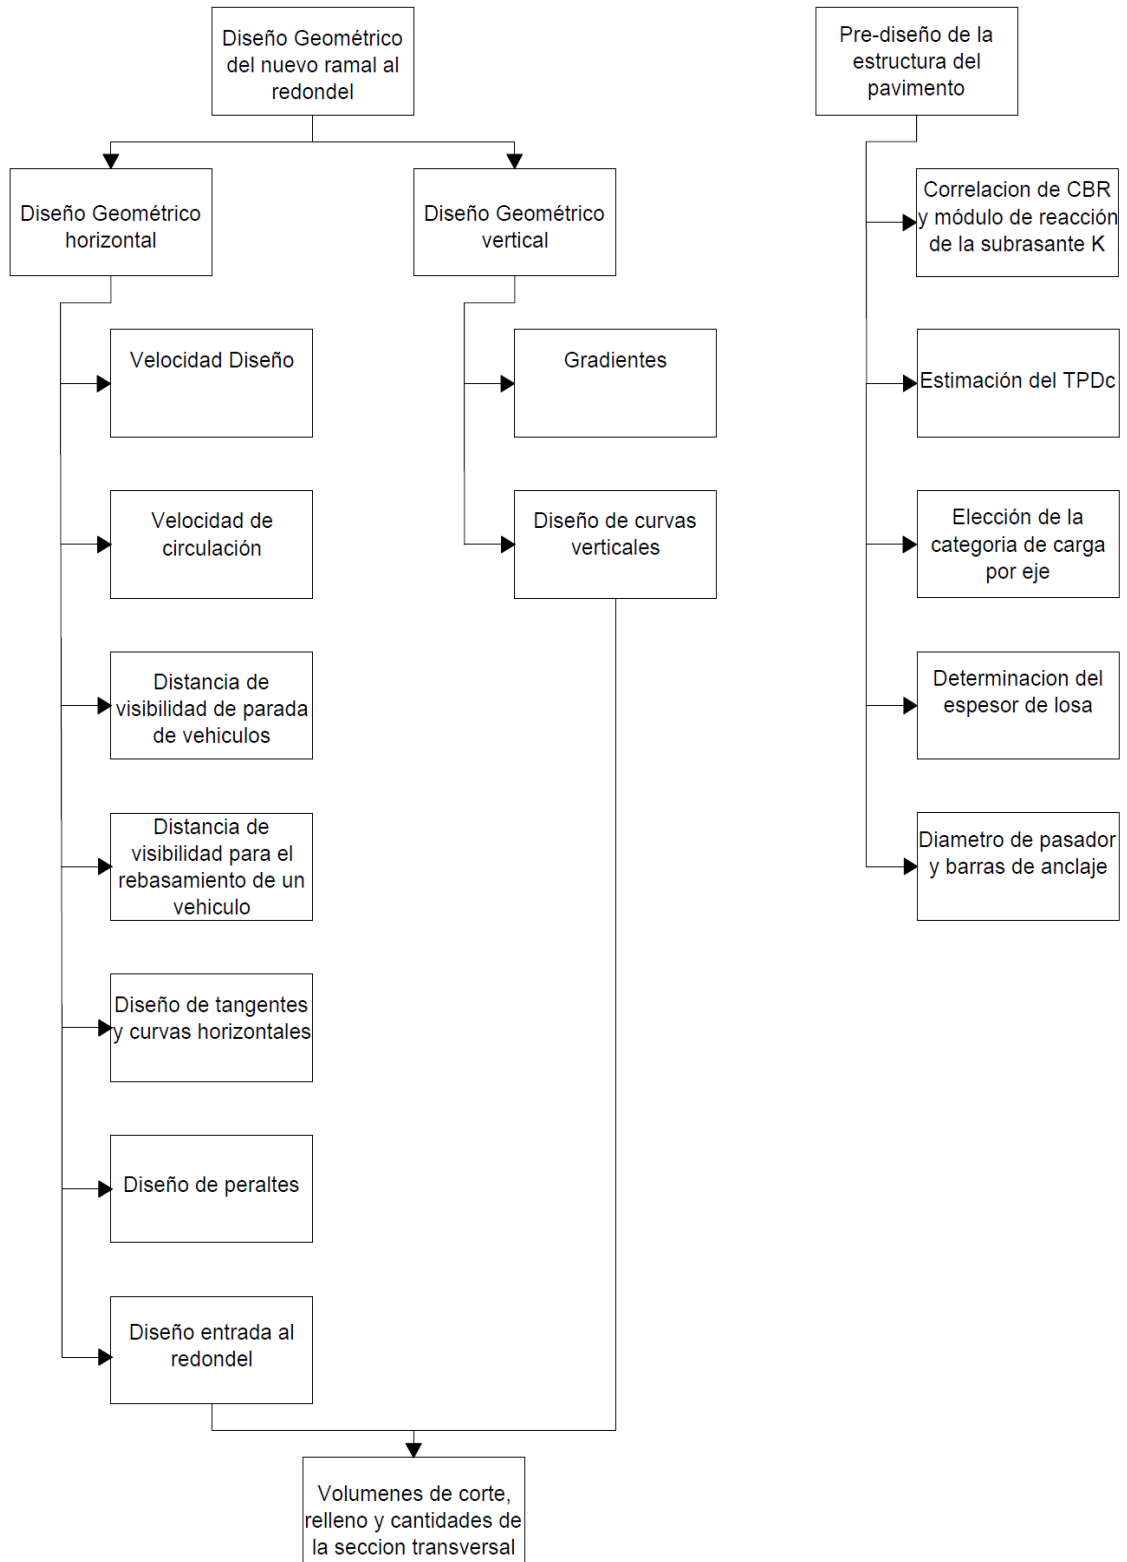 Diseño Geométrico
del nuevo ramal al
redondel
Pre-diseño de la
estructura del
pavimento
Diseño Geométrico
horizontal
Diseño Geométrico
vertical
Correlacion de CBR
y módulo de reacción
de la subrasante K
Velocidad Diseño
Gradientes
Estimación del TPDc
Velocidad de
circulación
Diseño de curvas
verticales
Elección de la
categoria de carga
por eje
Distancia de
visibilidad de parada
de vehiculos
Determinacion del
espesor de losa
Distancia de
visibilidad para el
rebasamiento de un
vehiculo
Diametro de pasador
y barras de anclaje
Diseño de tangentes
y curvas horizontales
Diseño de peraltes
Diseño entrada al
redondel
Volumenes de corte,
relleno y cantidades de
la seccion transversal